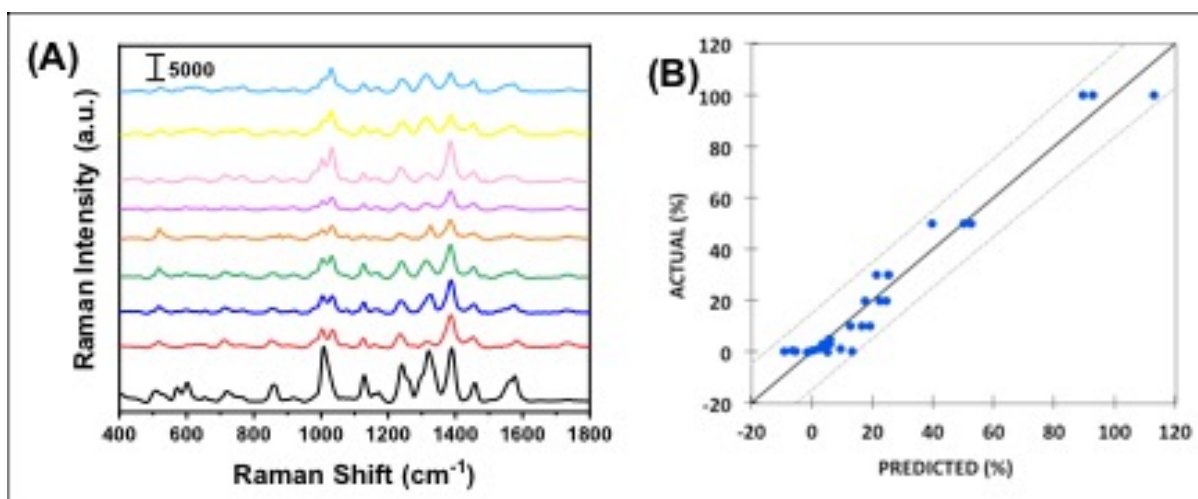 (A)
5000
Raman Intensity (a.u.)
400 600 800 1000 1200 1400 1600 1800
Raman Shift (cm⁻¹)
(B)
120
100
80
60
40
20
0
-20
ACTUAL (%)
-20 0 20 40 60 80 100 120
PREDICTED (%)